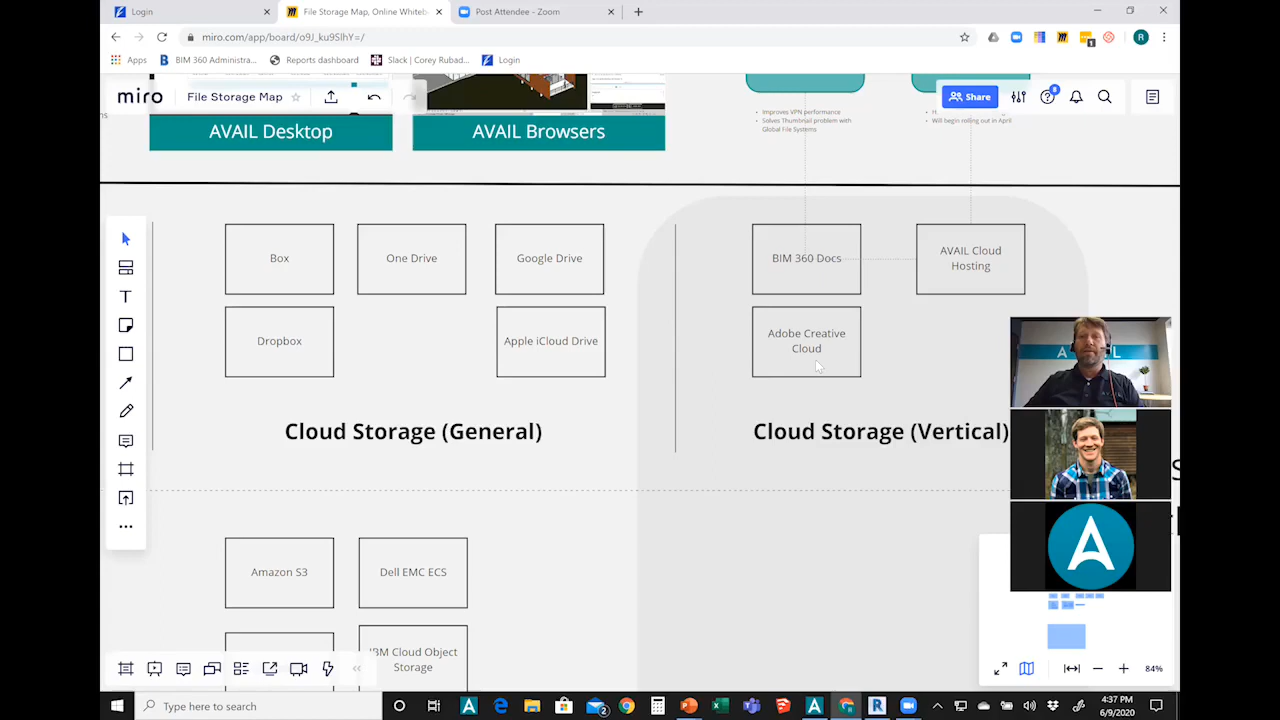 Login
File Storage Map, Online Whiteb
Post Attendee - Zoom
miro.com/app/board/o9J_ku9SlhY=/
Apps
BIM 360 Administra...
Reports dashboard
Slack | Corey Rubad...
Login
miro
File Storage Map
Share
8
AVAIL Desktop
AVAIL Browsers
• Improves VPN performance
• Solves Thumbnail problem with
Global File Systems
• Will begin rolling out in April
Box
One Drive
Google Drive
BIM 360 Docs
AVAIL Cloud
Hosting
Dropbox
Apple iCloud Drive
Adobe Creative
Cloud
AVAIL
Cloud Storage (General)
Cloud Storage (Vertical)
Amazon S3
Dell EMC ECS
IBM Cloud Object
Storage
84%
Type here to search
4:37 PM
6/9/2020